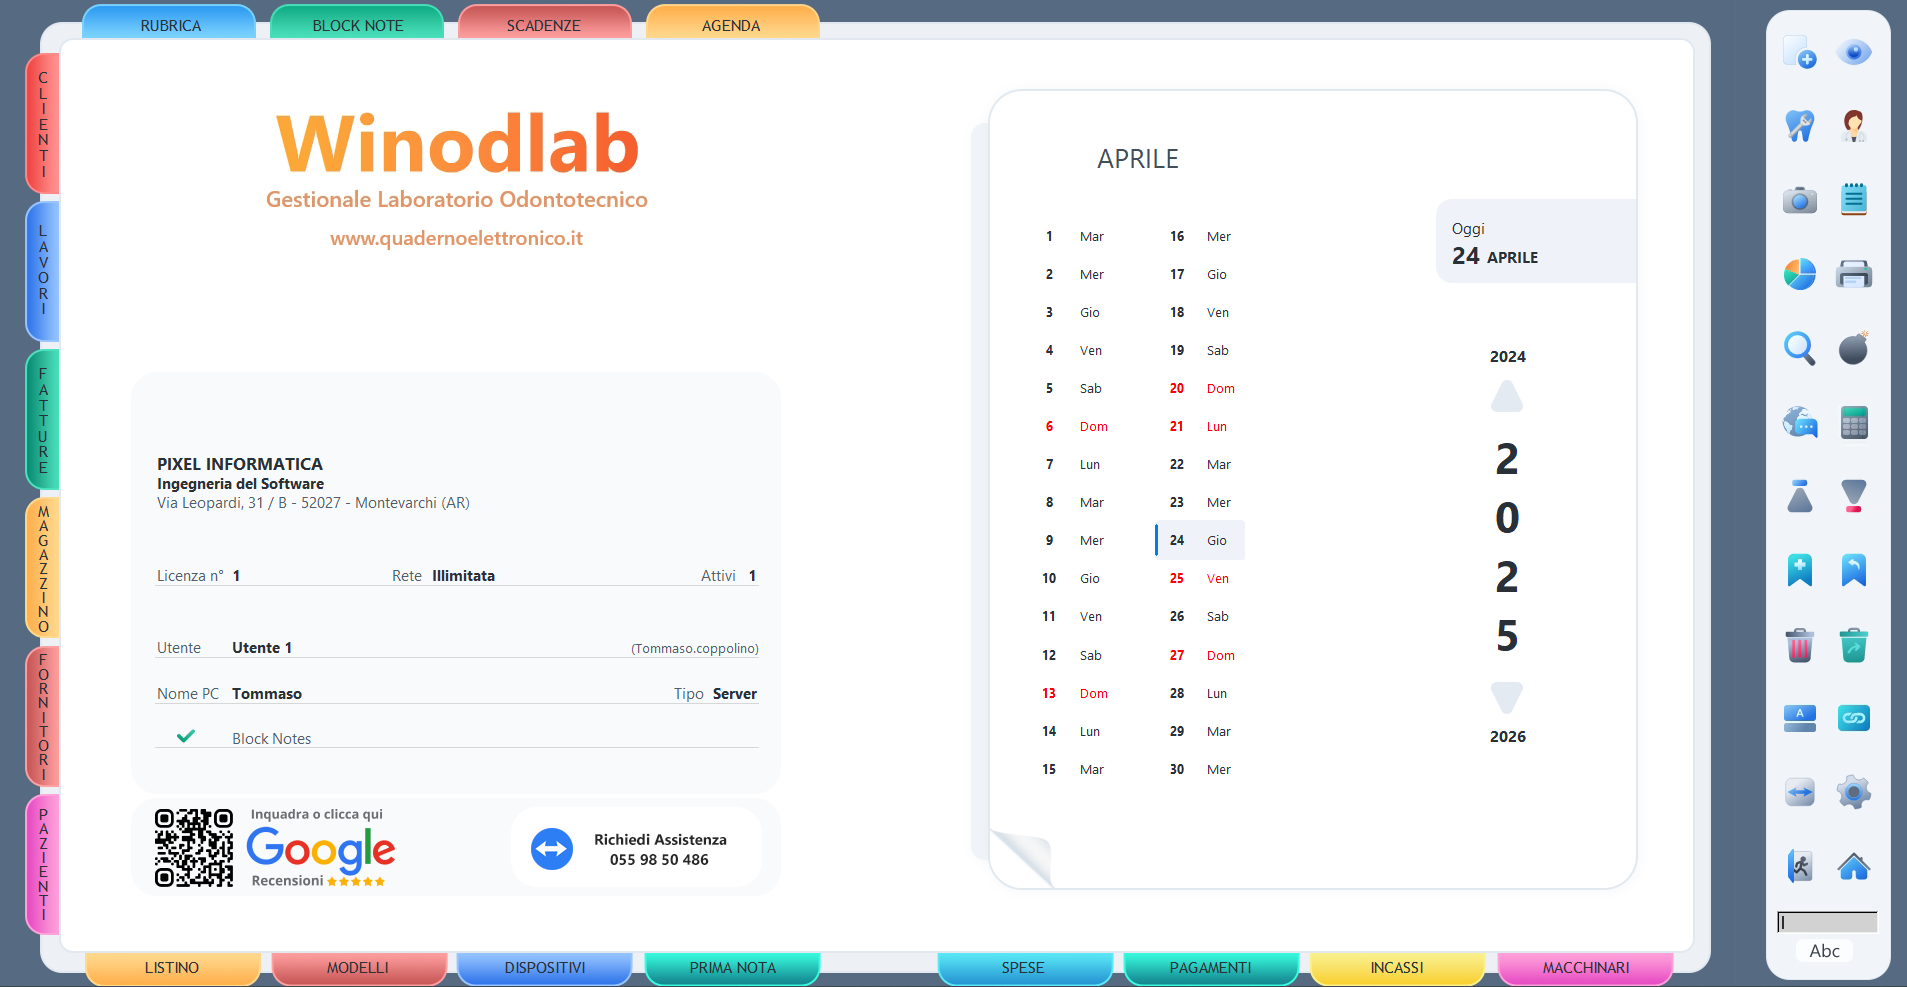 RUBRICA
BLOCK NOTE
SCADENZE
AGENDA
CLIENTI
LAVORI
FATTURE
MAGAZZINO
FORNITORI
PAZIENTI
Winodlab
Gestionale Laboratorio Odontotecnico
www.quadernoelettronico.it
PIXEL INFORMATICA
Ingegneria del Software
Via Leopardi, 31 / B - 52027 - Montevarchi (AR)
Licenza n° 1 Rete Illimitata Attivi 1
Utente Utente 1 (Tommaso.coppolino)
Nome PC Tommaso Tipo Server
Block Notes
Inquadra o clicca qui
Google
Recensioni
Richiedi Assistenza
055 98 50 486
APRILE
1 Mar 16 Mer
2 Mer 17 Gio
3 Gio 18 Ven
4 Ven 19 Sab
5 Sab 20 Dom
6 Dom 21 Lun
7 Lun 22 Mar
8 Mar 23 Mer
9 Mer 24 Gio
10 Gio 25 Ven
11 Ven 26 Sab
12 Sab 27 Dom
13 Dom 28 Lun
14 Lun 29 Mar
15 Mar 30 Mer
Oggi
24 APRILE
2024
2
0
2
5
2026
A
Abc
LISTINO
MODELLI
DISPOSITIVI
PRIMA NOTA
SPESE
PAGAMENTI
INCASSI
MACCHINARI